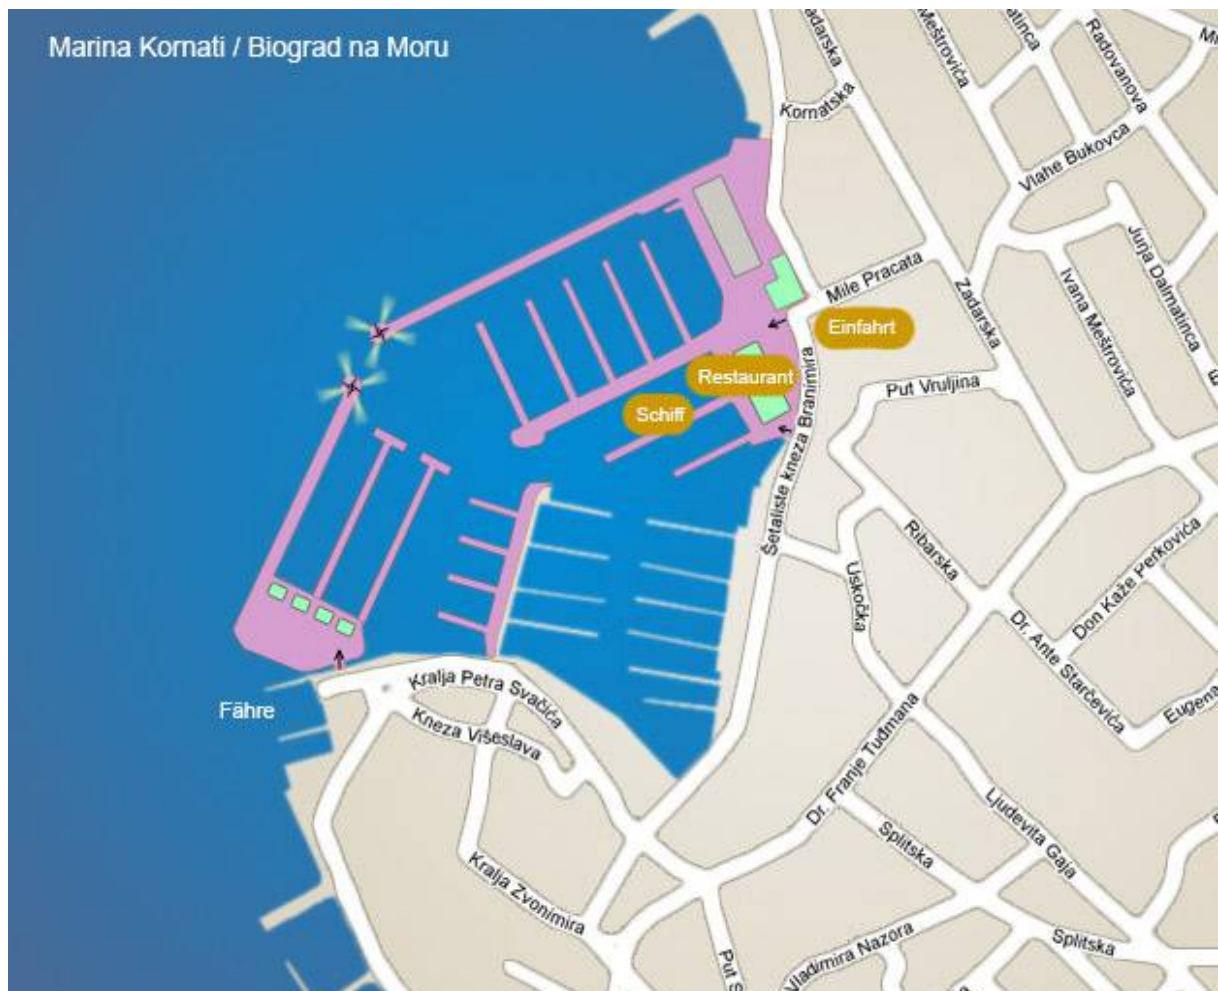 Marina Kornati / Biograd na Moru
Zadarska
Meštrovića
Radovanova
Kornatska
Vlahe Bukovca
Jurja Dalmatinca
Mile Pracata
Zadarska
Ivana Meštrovića
Einfahrt
Restaurant
Schiff
Put Vruljina
Šetaliste kneza Branimira
Ribarska
Uskočka
Don Kaže Perkovića
Dr. Ante Starčevića
Eugena
Fähre
Kralja Petra Svačića
Kneza Višeslava
Dr. Franje Tuđmana
Ljudevita Gaja
Splitska
Kralja Zvonimira
Splitska
Vladimira Nazora